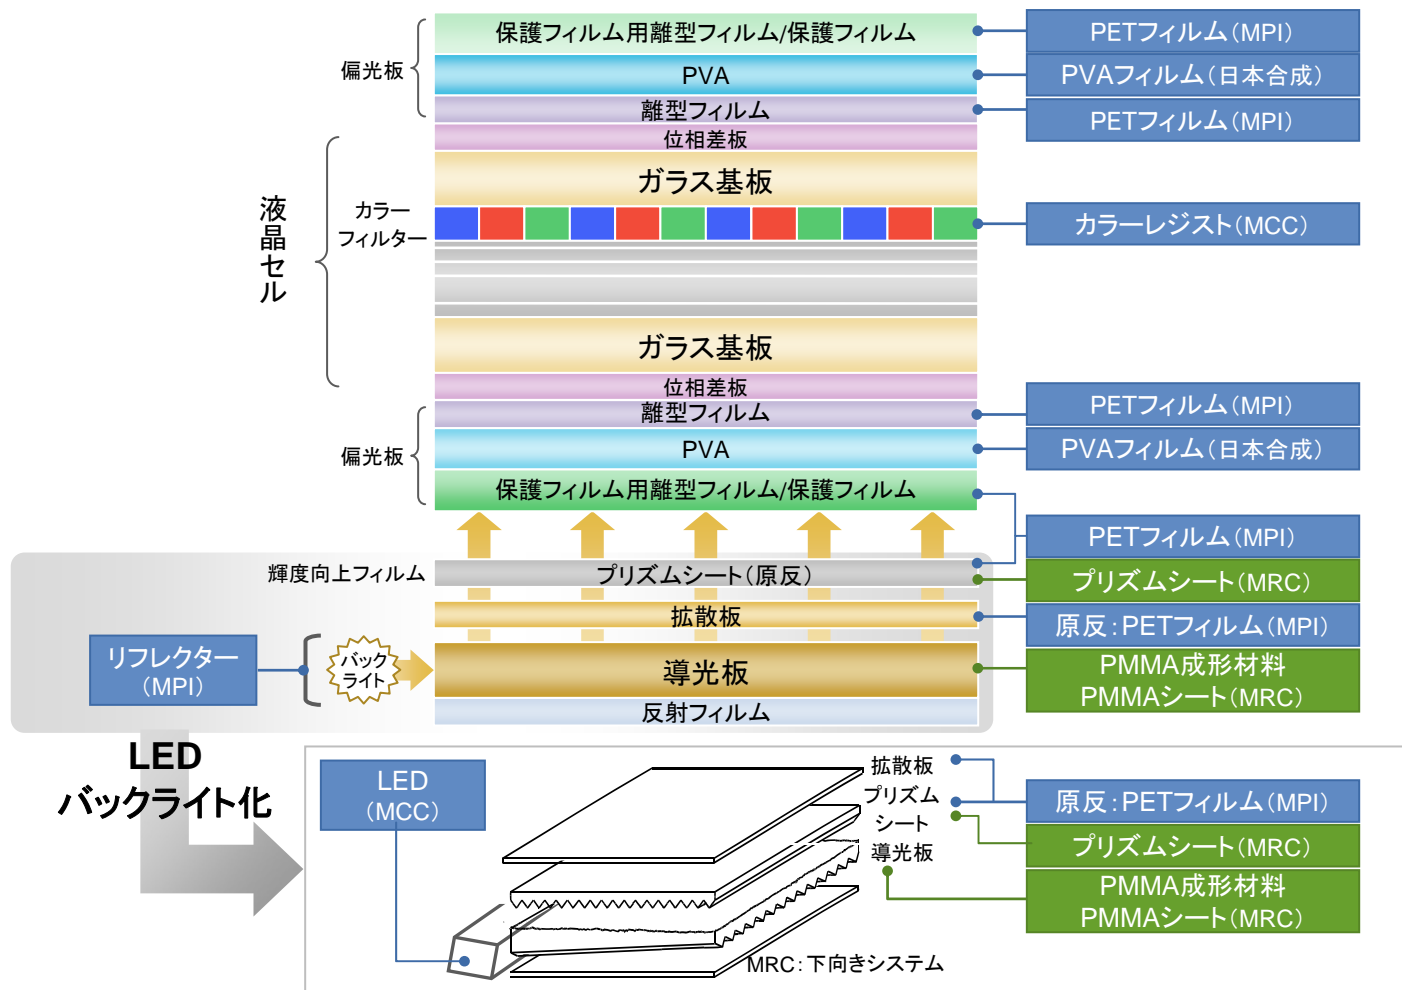 保護フィルム用離型フィルム/保護フィルム
PETフィルム(MPI)
偏光板
PVA
PVAフィルム(日本合成)
離型フィルム
PETフィルム(MPI)
位相差板
ガラス基板
液晶セル
カラー
フィルター
カラーレジスト(MCC)
ガラス基板
位相差板
離型フィルム
PETフィルム(MPI)
偏光板
PVA
PVAフィルム(日本合成)
保護フィルム用離型フィルム/保護フィルム
PETフィルム(MPI)
輝度向上フィルム
プリズムシート(原反)
プリズムシート(MRC)
拡散板
原反:PETフィルム(MPI)
リフレクター
(MPI)
バック
ライト
導光板
PMMA成形材料
PMMAシート(MRC)
反射フィルム
LED
バックライト化
LED
(MCC)
拡散板
プリズム
シート
導光板
原反:PETフィルム(MPI)
プリズムシート(MRC)
PMMA成形材料
PMMAシート(MRC)
MRC:下向きシステム